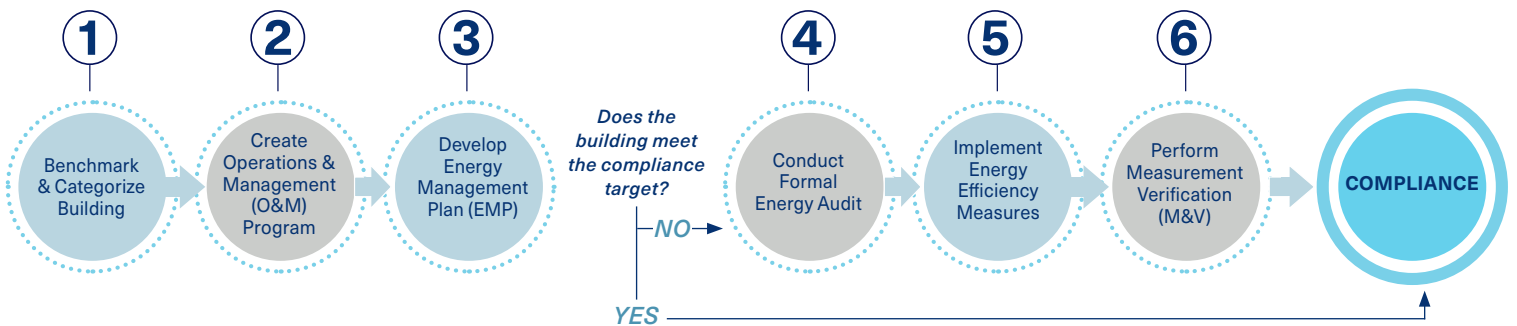 1
Benchmark
& Categorize
Building
2
Create
Operations &
Management
(O&M)
Program
3
Develop
Energy
Management
Plan (EMP)
Does the
building meet
the compliance
target?
NO
YES
4
Conduct
Formal
Energy Audit
5
Implement
Energy
Efficiency
Measures
6
Perform
Measurement
Verification
(M&V)
COMPLIANCE